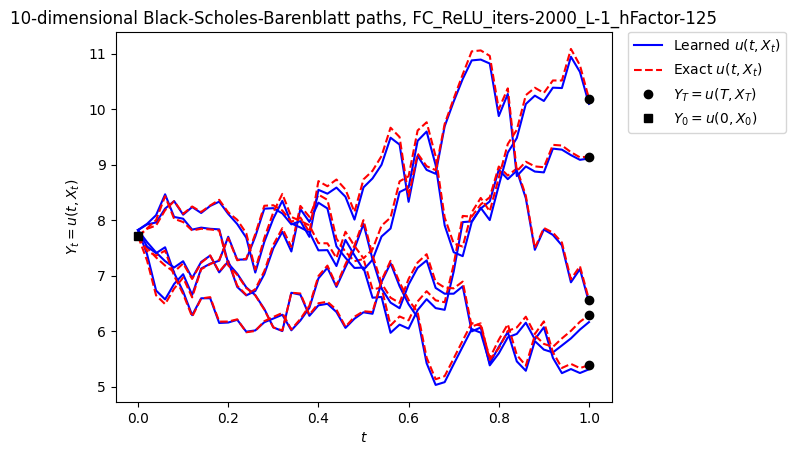 10-dimensional Black-Scholes-Barenblatt paths, FC_ReLU_iters-2000_L-1_hFactor-125
Learned u(t, X_t)
Exact u(t, X_t)
Y_T = u(T, X_T)
Y_0 = u(0, X_0)
Y_t = u(t, X_t)
11
10
9
8
7
6
5
0.0 0.2 0.4 0.6 0.8 1.0
t